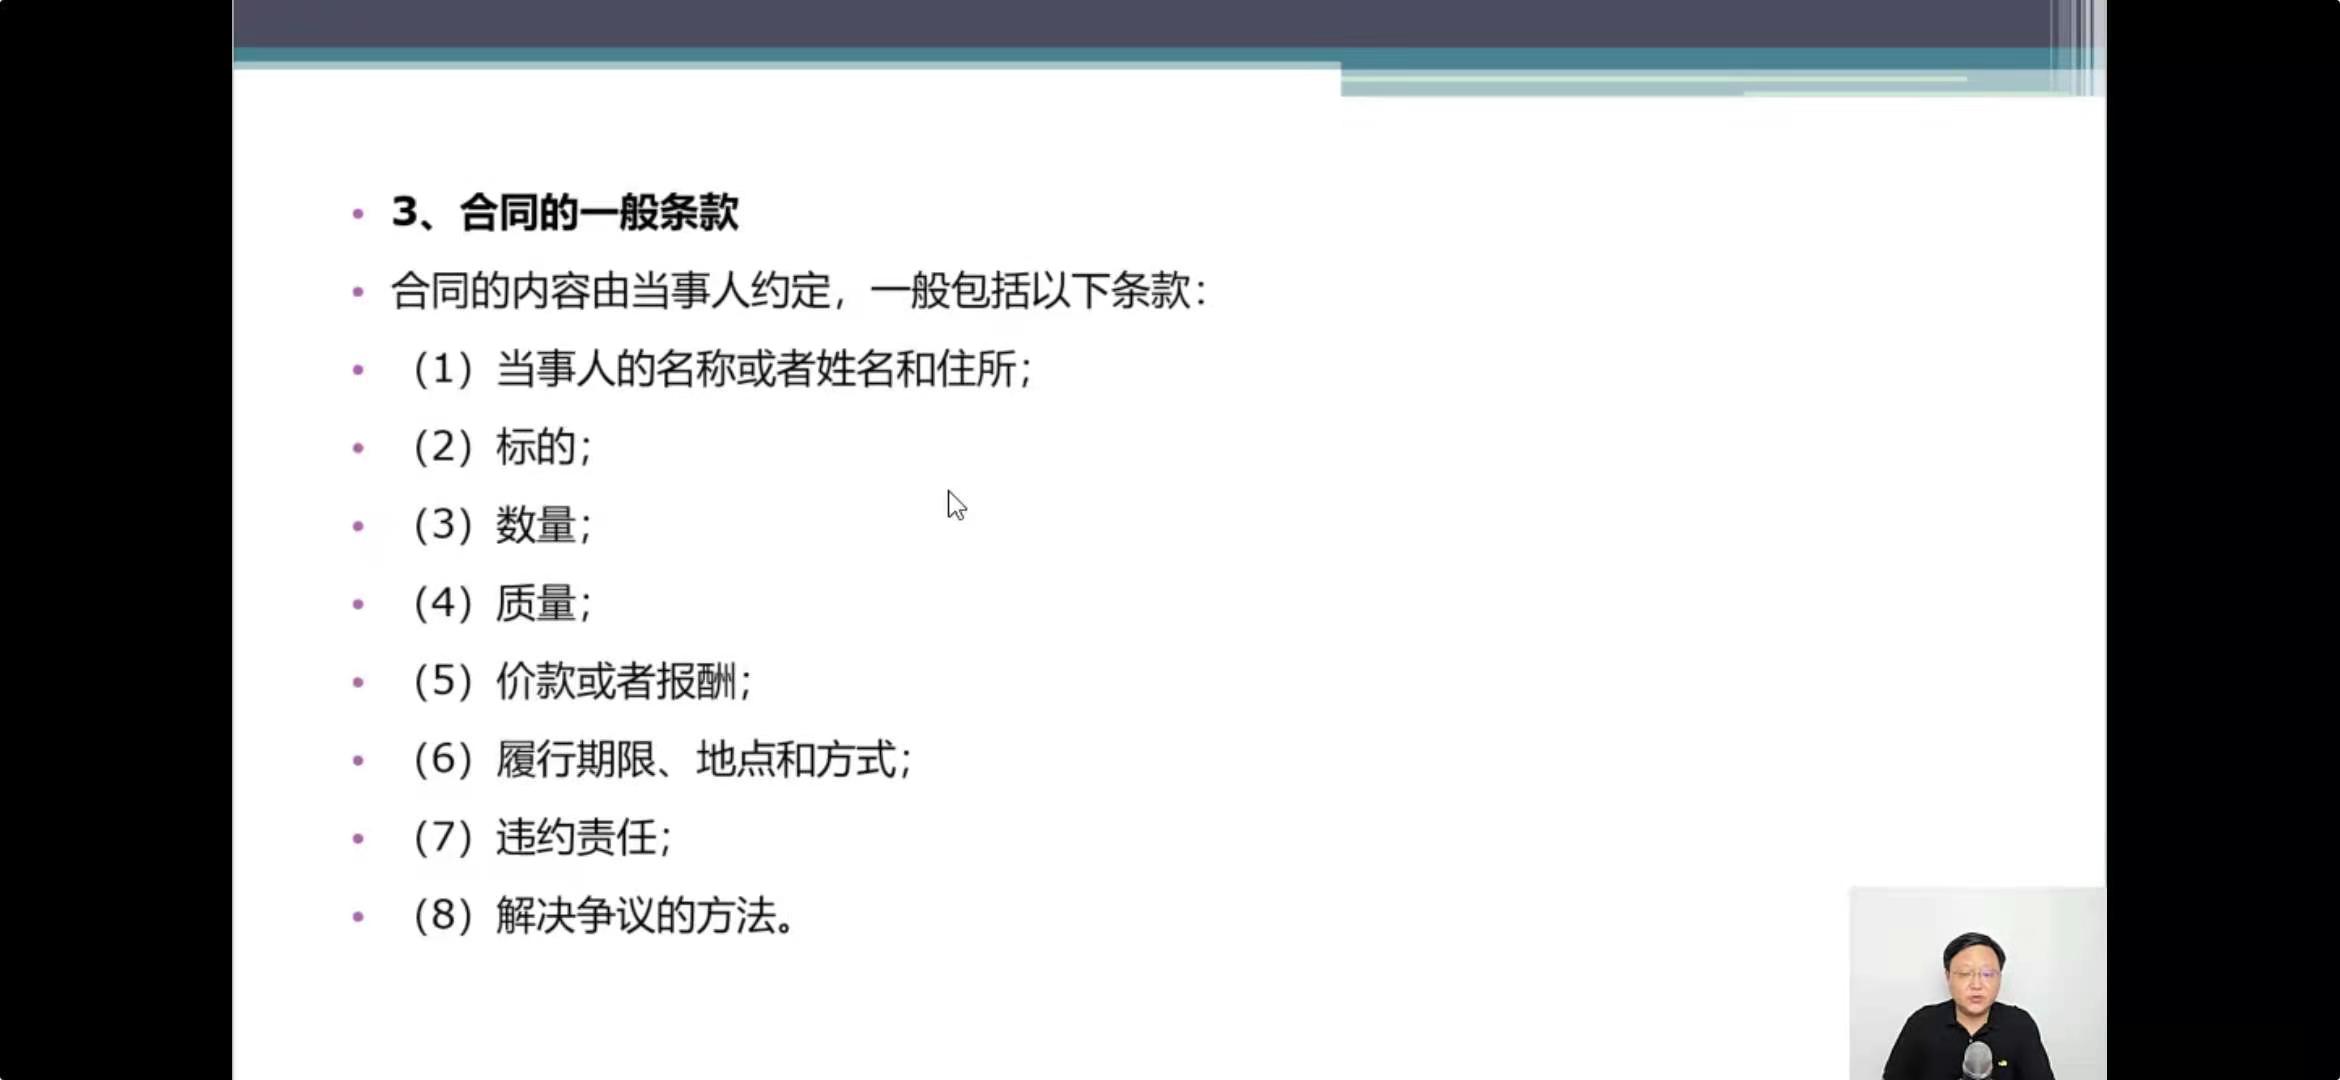 3、合同的一般条款
合同的内容由当事人约定，一般包括以下条款：
（1）当事人的名称或者姓名和住所；
（2）标的；
（3）数量；
（4）质量；
（5）价款或者报酬；
（6）履行期限、地点和方式；
（7）违约责任；
（8）解决争议的方法。